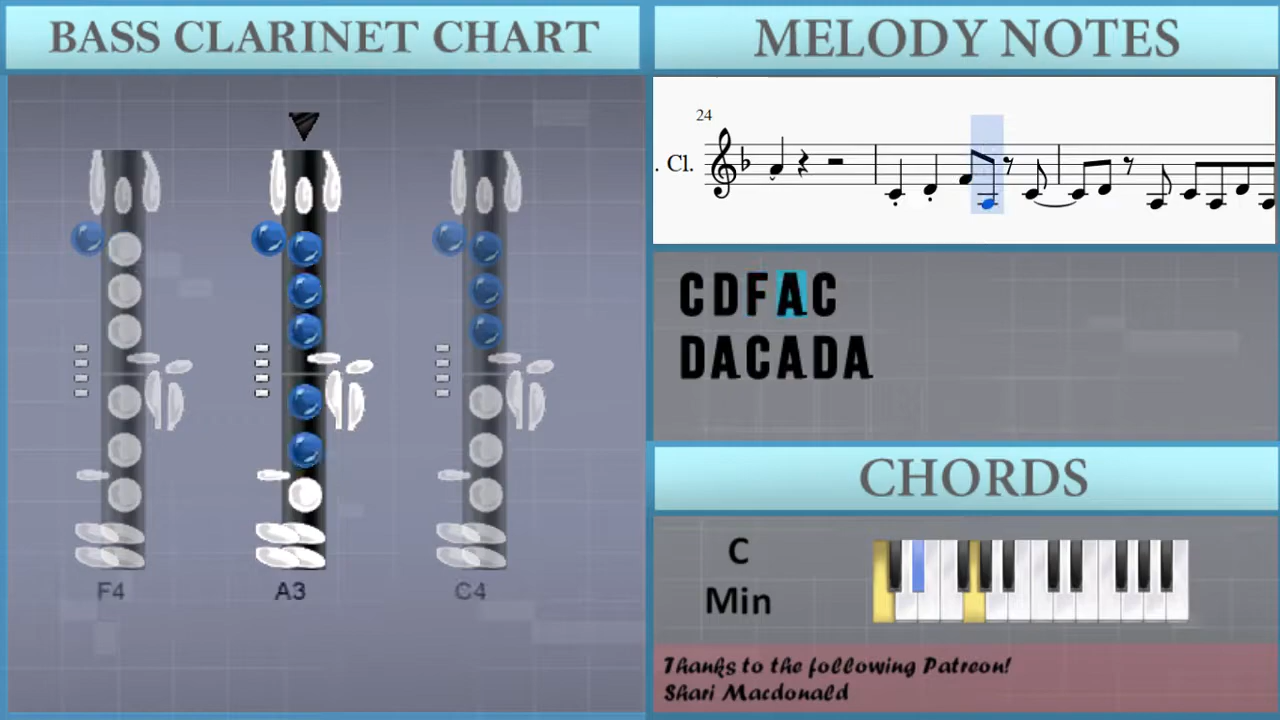 BASS CLARINET CHART
F4 A3 C4
MELODY NOTES
24
. Cl.
CDFAC
DACADA
CHORDS
C
Min
Thanks to the following Patreon!
Shari Macdonald